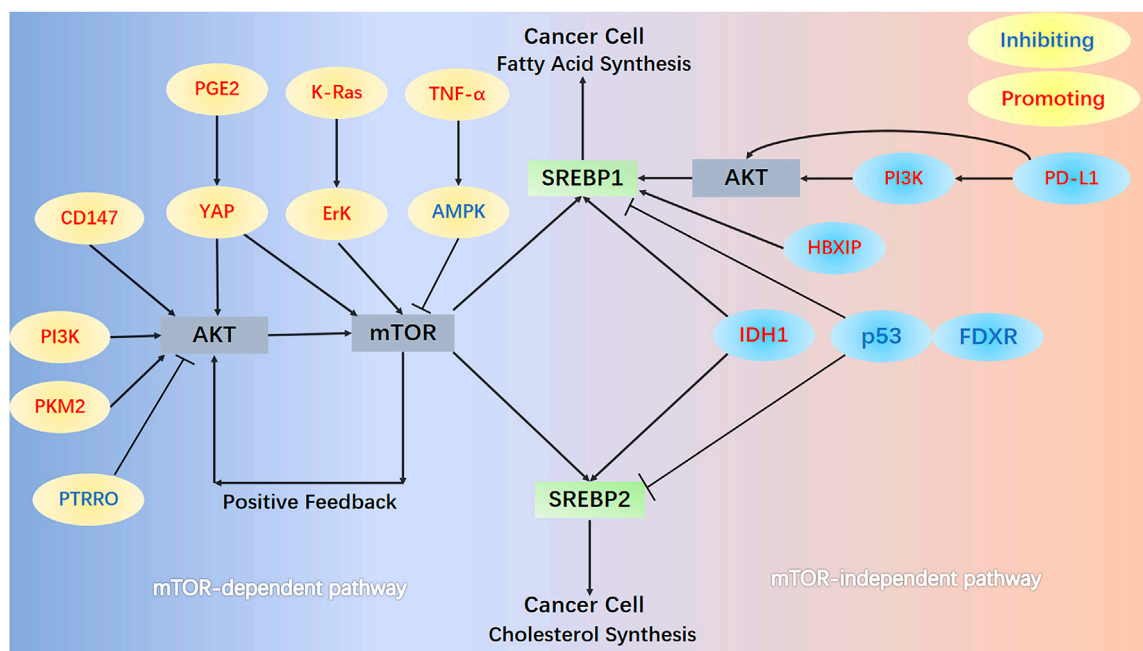 Cancer Cell
Fatty Acid Synthesis
Inhibiting
Promoting
PGE2
K-Ras
TNF-α
CD147
YAP
ErK
AMPK
SREBP1
AKT
PI3K
PD-L1
HBXIP
PI3K
AKT
mTOR
IDH1
p53
FDXR
PKM2
PTRRO
Positive Feedback
SREBP2
mTOR-dependent pathway
mTOR-independent pathway
Cancer Cell
Cholesterol Synthesis